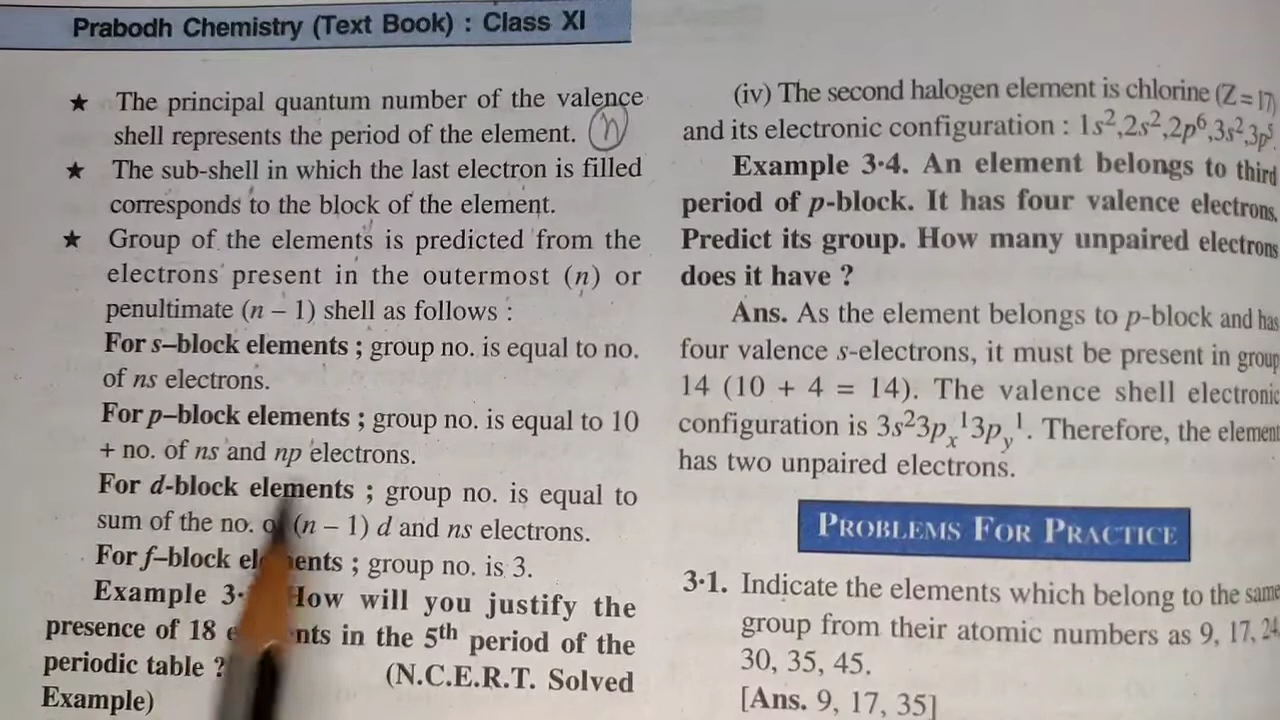 Prabodh Chemistry (Text Book) : Class XI
★ The principal quantum number of the valence
shell represents the period of the element. n
★ The sub-shell in which the last electron is filled
corresponds to the block of the element.
★ Group of the elements is predicted from the
electrons present in the outermost (n) or
penultimate (n – 1) shell as follows :
For s–block elements ; group no. is equal to no.
of ns electrons.
For p–block elements ; group no. is equal to 10
+ no. of ns and np electrons.
For d-block elements ; group no. is equal to
sum of the no. (n – 1) d and ns electrons.
For f–block ; group no. is 3.
Example How will you justify the
presence of 18 in the 5th period of the
periodic table ? (N.C.E.R.T. Solved
Example)
(iv) The second halogen element is chlorine (Z = 17)
and its electronic configuration : 1s²,2s²,2p⁶,3s²,3p⁵.
Example 3·4. An element belongs to third
period of p-block. It has four valence electrons.
Predict its group. How many unpaired electrons
does it have ?
Ans. As the element belongs to p-block and has
four valence s-electrons, it must be present in group
14 (10 + 4 = 14). The valence shell electronic
configuration is 3s²3pₓ¹3p_y¹. Therefore, the element
has two unpaired electrons.
PROBLEMS FOR PRACTICE
3·1. Indicate the elements which belong to the same
group from their atomic numbers as 9, 17, 24,
30, 35, 45.
[Ans. 9, 17, 35]